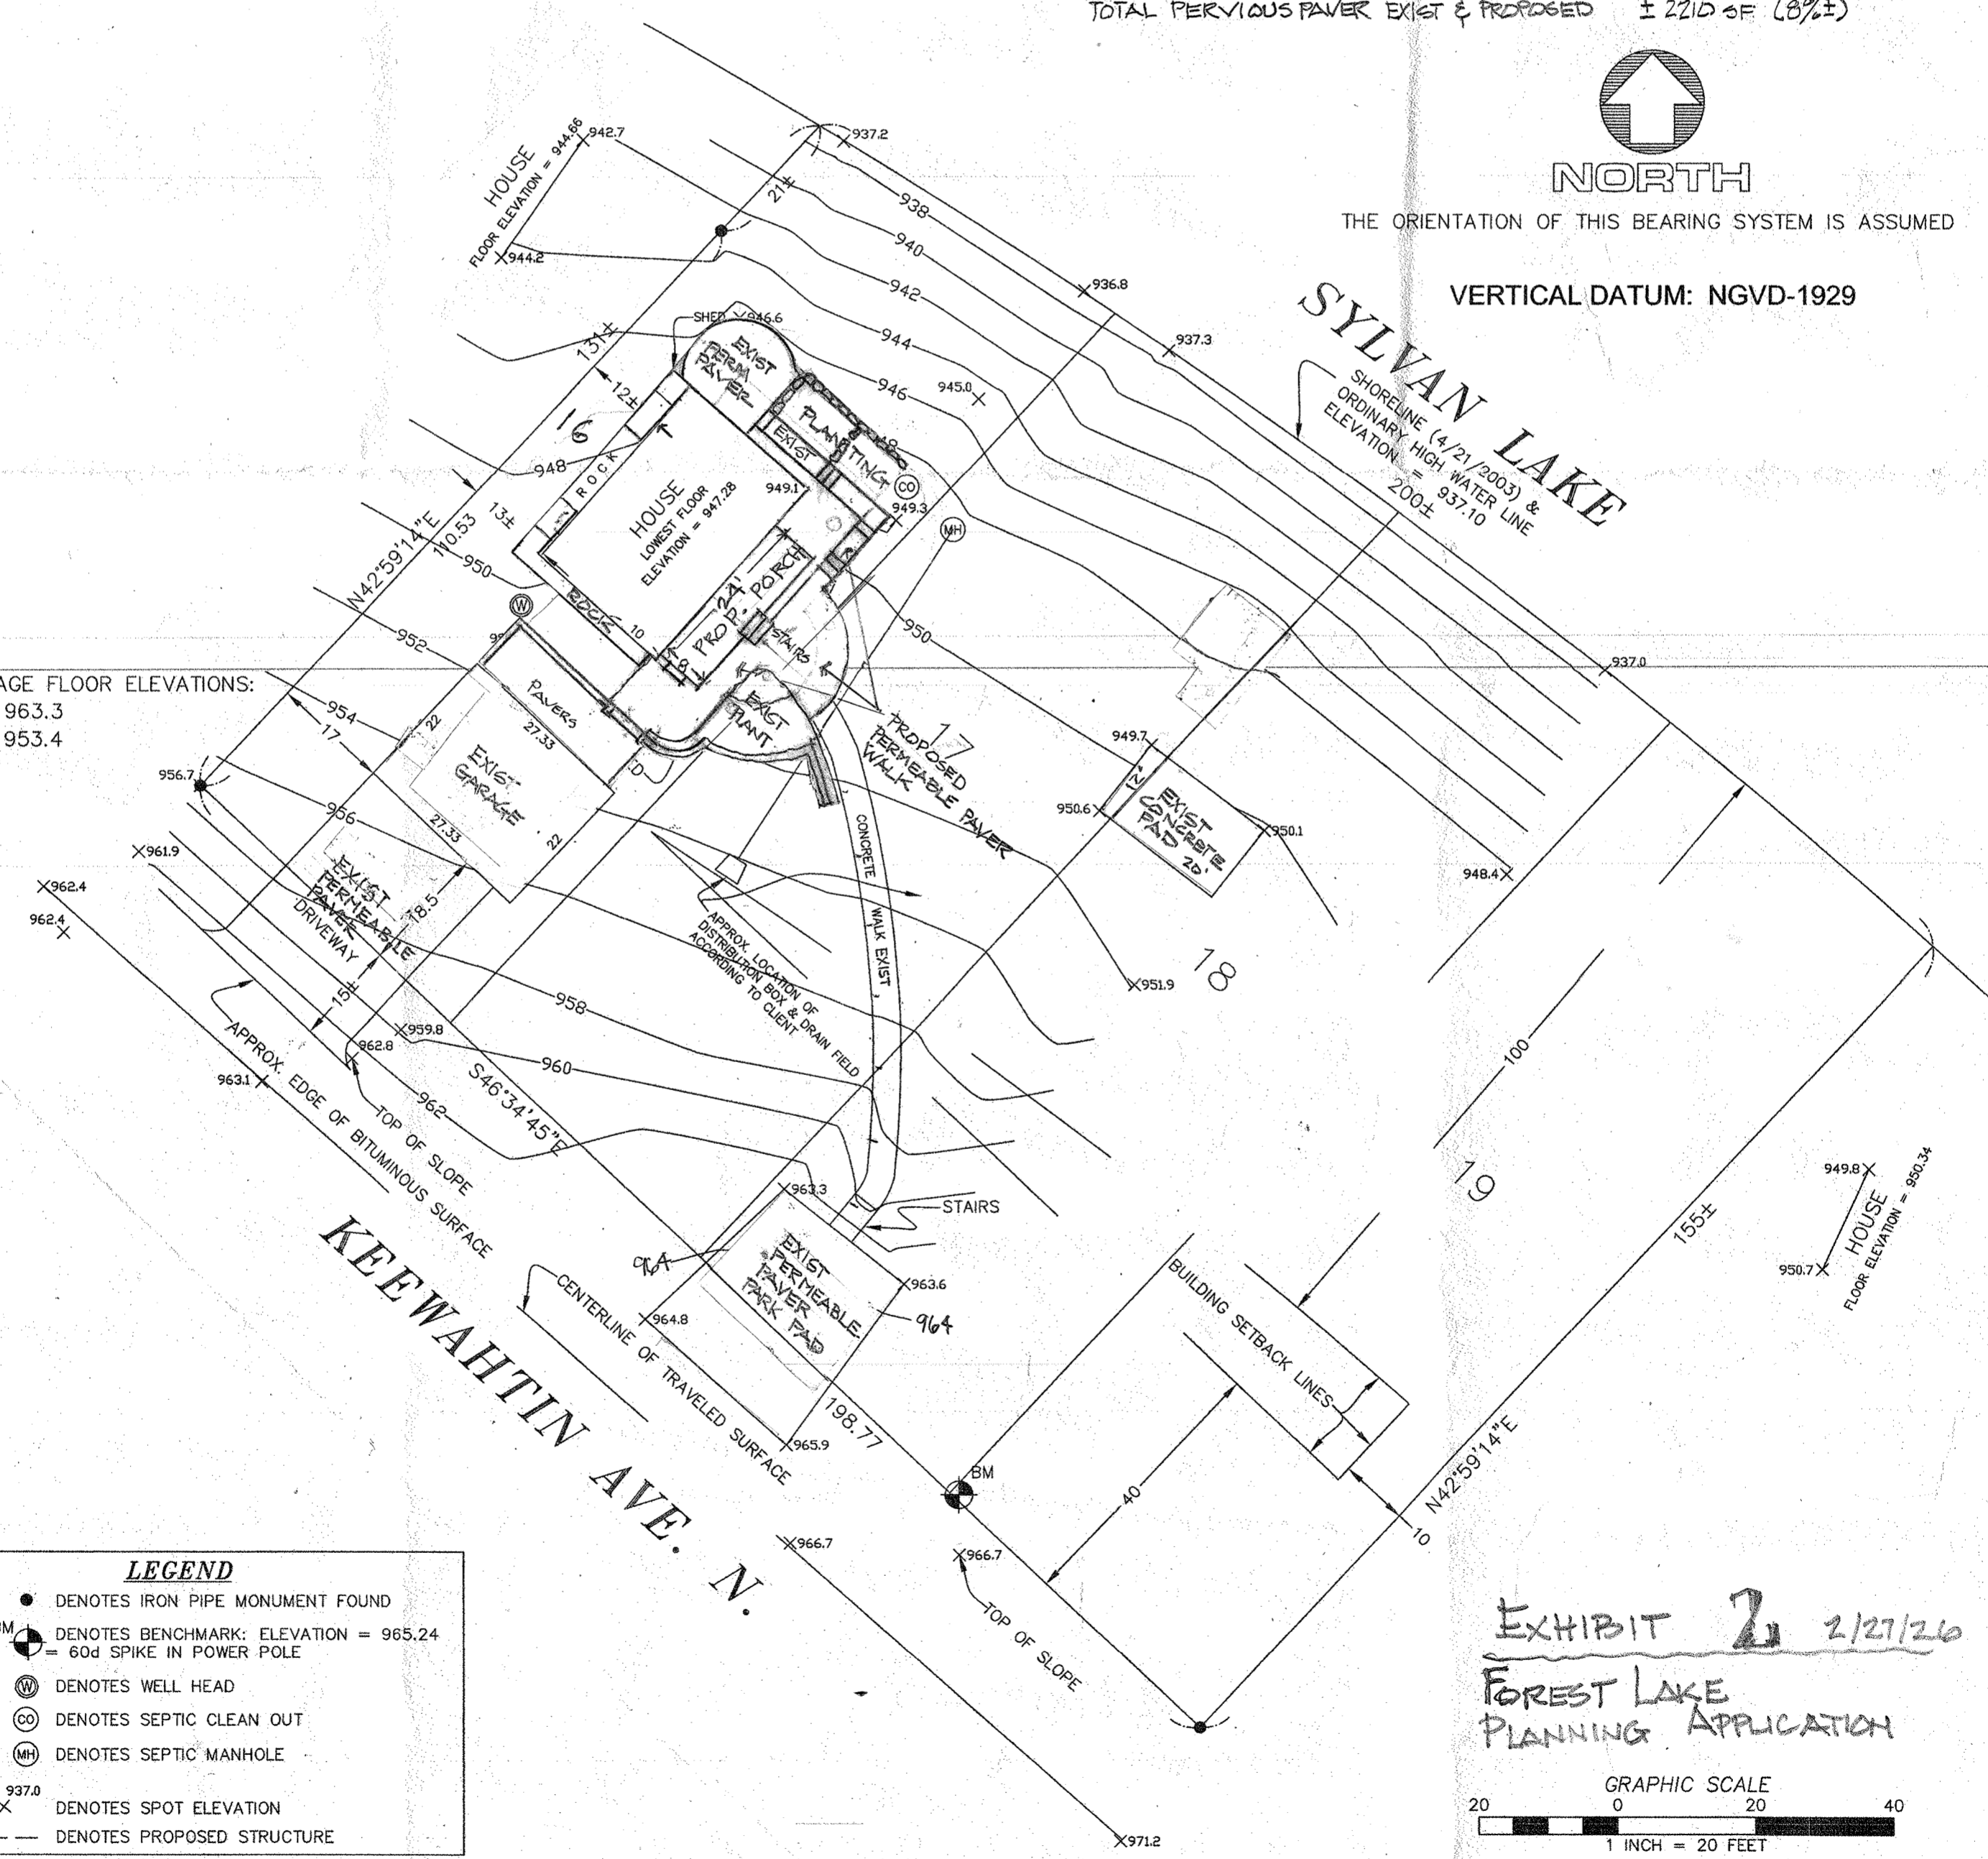 TOTAL PERVIOUS PAVER EXIST & PROPOSED ± 2210 SF (8%±)
NORTH
THE ORIENTATION OF THIS BEARING SYSTEM IS ASSUMED
VERTICAL DATUM: NGVD-1929
SYLVAN LAKE
SHORELINE (4/21/2003) &
ORDINARY HIGH WATER LINE
ELEVATION = 937.10
200±
HOUSE
FLOOR ELEVATION = 944.66
942.7
944.2
937.2
21±
938
940
942
944
946
936.8
937.3
945.0
937.0
SHED
946.6
EXIST
PERM
PAVER
131±
12±
16
948
ROCK
PLANTING
EXIST
CO
949.3
949.1
MH
HOUSE
LOWEST FLOOR
ELEVATION = 947.28
N42°59'14"E
110.53
13±
950
W
ROCK
10
24'
PROP. PORCH
8'
STAIRS
950
952
954
17
AGE FLOOR ELEVATIONS:
963.3
953.4
PAVERS
27.33
22
EXIST
GARAGE
27.33
22
EXIST
PLANT
17
PROPOSED
PERMEABLE PAVER
WALK
949.7
12'
950.6
EXIST
CONCRETE
PAD
20'
950.1
948.4
956.7
956
961.9
962.4
962.4
EXIST
PERMEABLE
PAVER
DRIVEWAY
18.5
15±
CONCRETE WALK EXIST
APPROX. LOCATION OF
DISTRIBUTION BOX & DRAIN FIELD
ACCORDING TO CLIENT
951.9
18
958
959.8
962.8
963.1
960
962
S46°34'45"E
TOP OF SLOPE
APPROX. EDGE OF BITUMINOUS SURFACE
100
19
155±
949.8
HOUSE
FLOOR ELEVATION = 950.34
950.7
963.3
STAIRS
964
EXIST
PERMEABLE
PAVER
PARK PAD
963.6
964
964.8
965.9
CENTERLINE OF TRAVELED SURFACE
KEEWAHTIN AVE. N.
198.77
BM
BUILDING SETBACK LINES
40
N42°59'14"E
10
966.7
966.7
TOP OF SLOPE
971.2
LEGEND
DENOTES IRON PIPE MONUMENT FOUND
BM
DENOTES BENCHMARK: ELEVATION = 965.24
= 60d SPIKE IN POWER POLE
W DENOTES WELL HEAD
CO DENOTES SEPTIC CLEAN OUT
MH DENOTES SEPTIC MANHOLE
937.0
DENOTES SPOT ELEVATION
DENOTES PROPOSED STRUCTURE
EXHIBIT 2 2/27/26
FOREST LAKE
PLANNING APPLICATION
GRAPHIC SCALE
20 0 20 40
1 INCH = 20 FEET